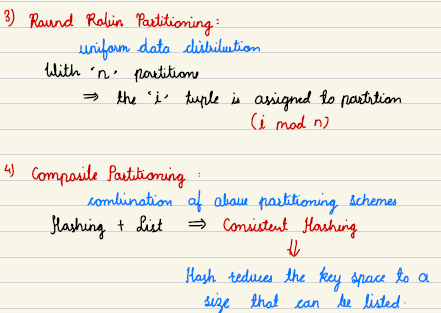 3) Round Robin Partitioning :
uniform data distribution
With 'n' partitions
⇒ the 'i' tuple is assigned to partition
(i mod n)
4) Composite Partitioning :
combination of above partitioning schemes
Hashing + List ⇒ Consistent Hashing
⇓
Hash reduces the key space to a
size that can be listed.